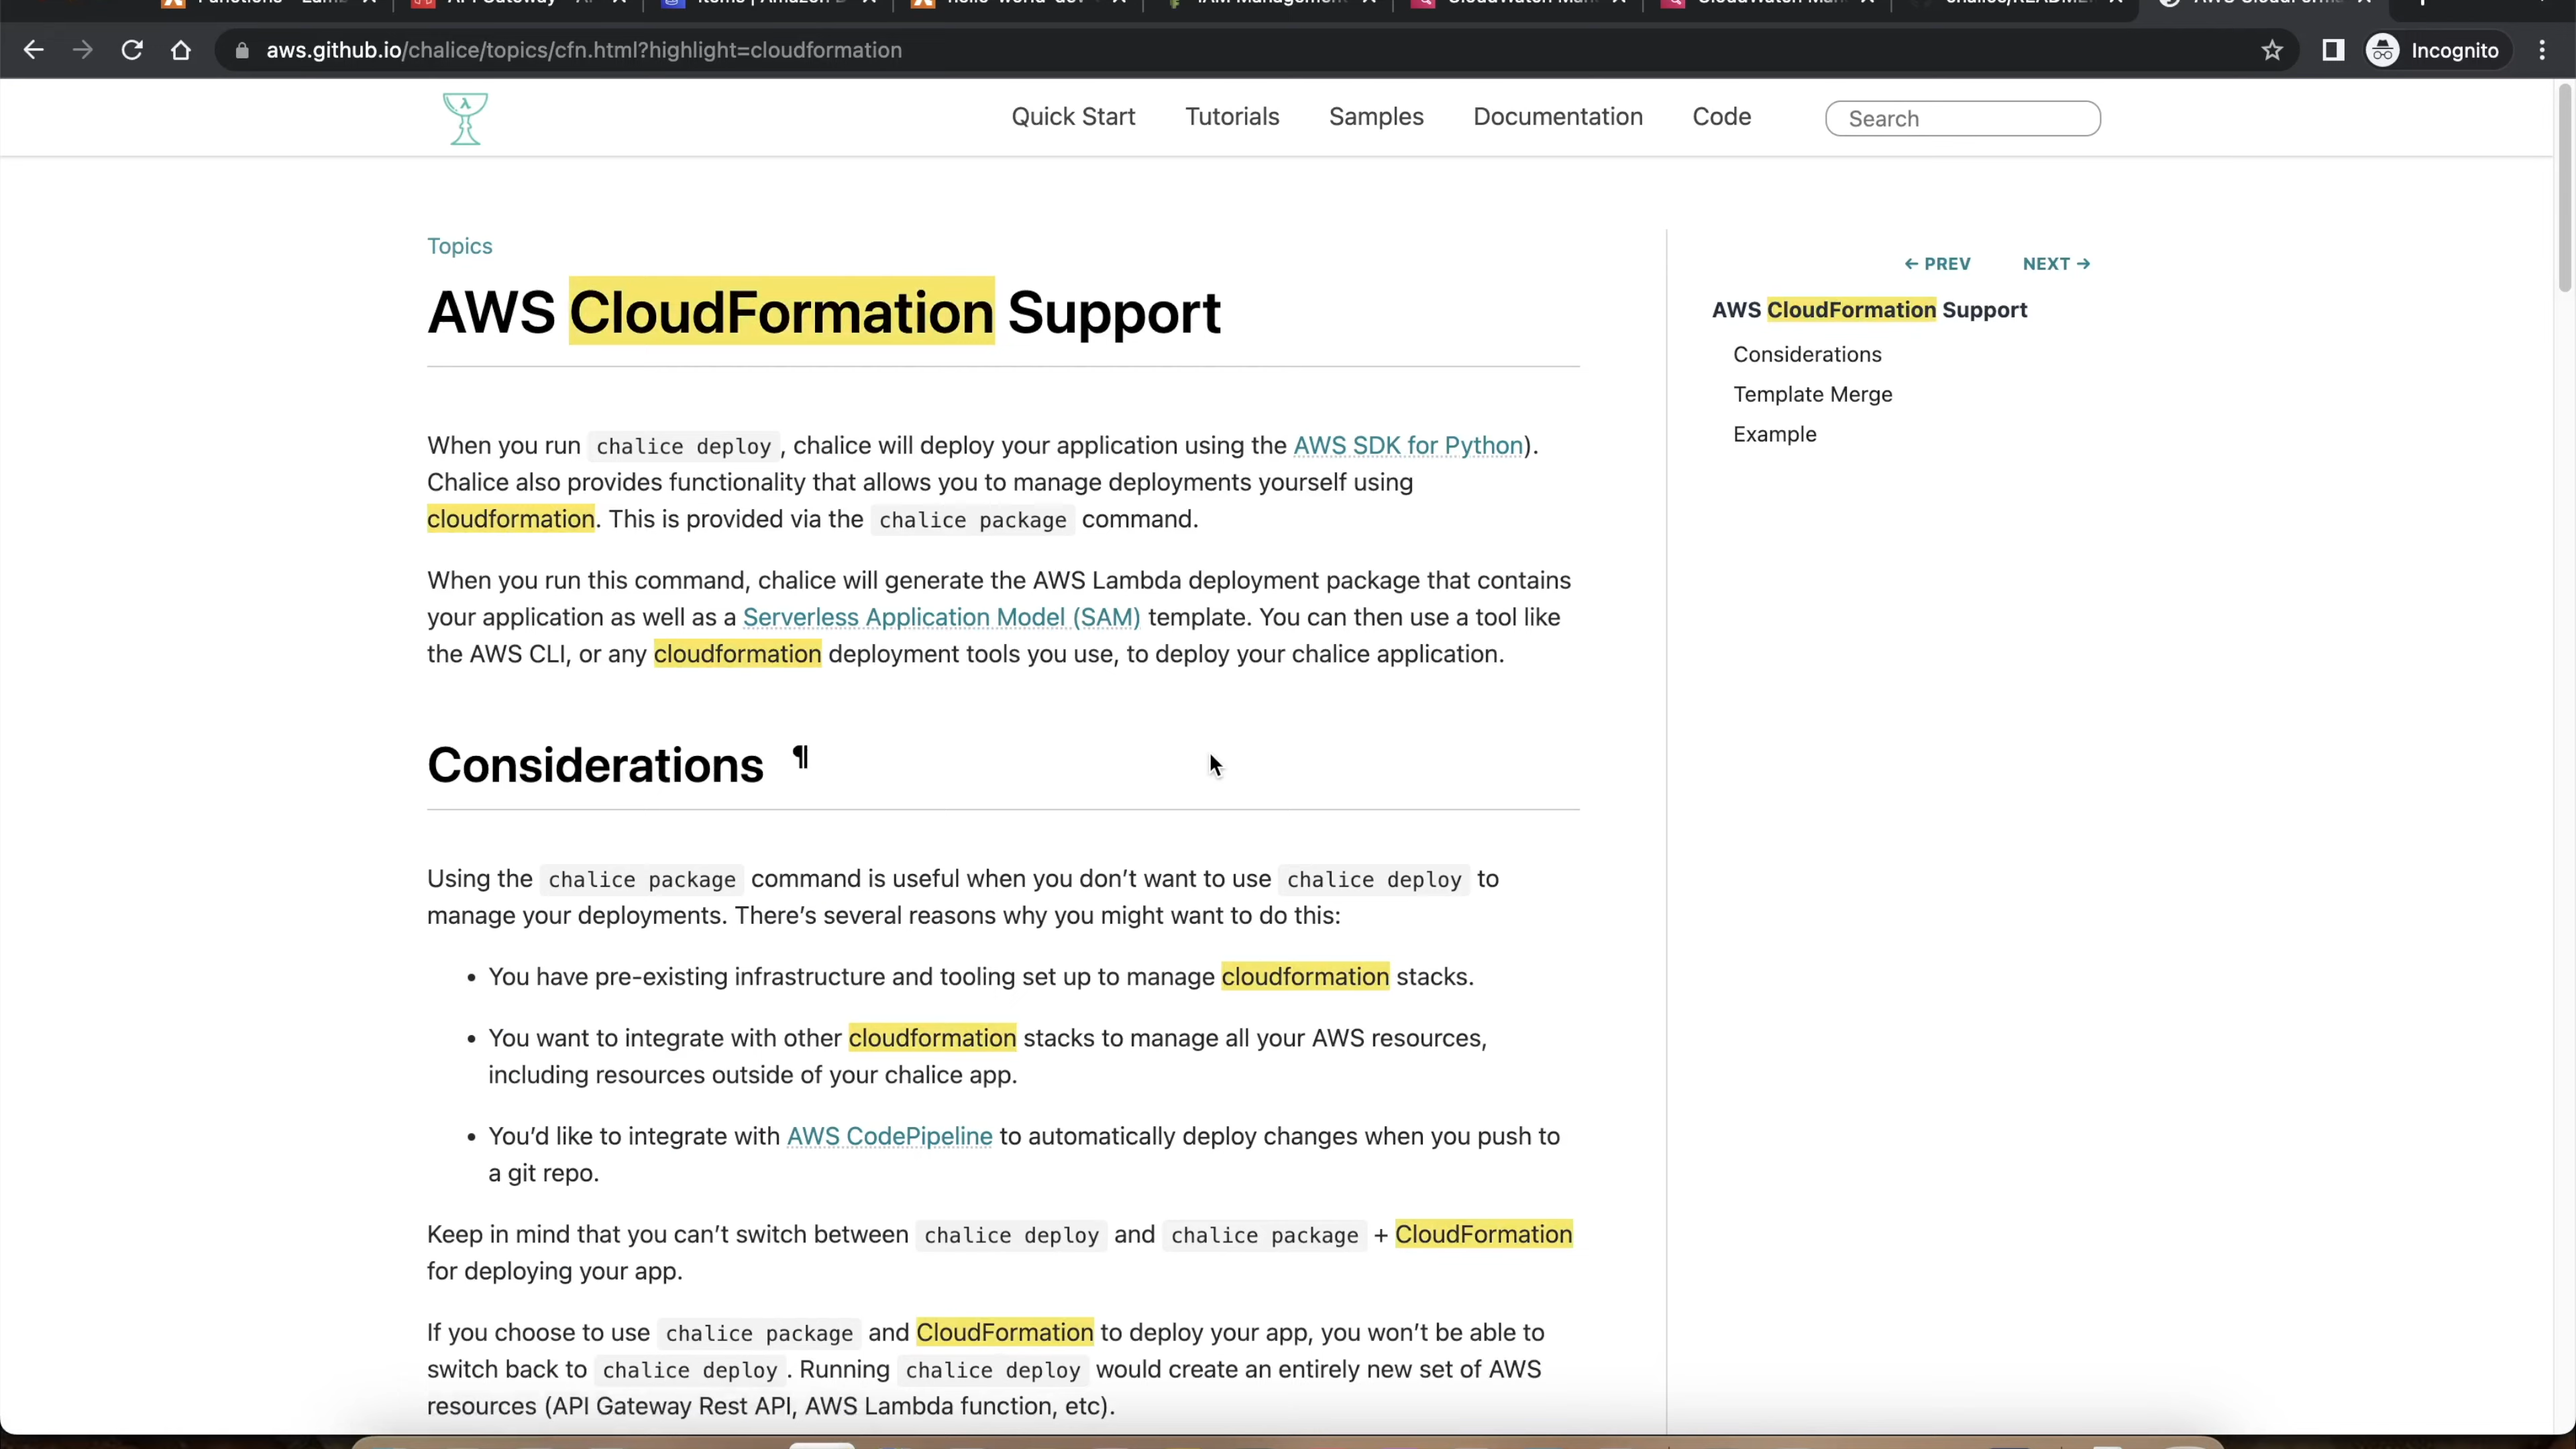 aws.github.io/chalice/topics/cfn.html?highlight=cloudformation
Incognito
Quick Start
Tutorials
Samples
Documentation
Code
Search
Topics
AWS CloudFormation Support
When you run chalice deploy, chalice will deploy your application using the AWS SDK for Python).
Chalice also provides functionality that allows you to manage deployments yourself using
cloudformation. This is provided via the chalice package command.
When you run this command, chalice will generate the AWS Lambda deployment package that contains
your application as well as a Serverless Application Model (SAM) template. You can then use a tool like
the AWS CLI, or any cloudformation deployment tools you use, to deploy your chalice application.
Considerations ¶
Using the chalice package command is useful when you don’t want to use chalice deploy to
manage your deployments. There’s several reasons why you might want to do this:
• You have pre-existing infrastructure and tooling set up to manage cloudformation stacks.
• You want to integrate with other cloudformation stacks to manage all your AWS resources,
including resources outside of your chalice app.
• You’d like to integrate with AWS CodePipeline to automatically deploy changes when you push to
a git repo.
Keep in mind that you can’t switch between chalice deploy and chalice package + CloudFormation
for deploying your app.
If you choose to use chalice package and CloudFormation to deploy your app, you won’t be able to
switch back to chalice deploy. Running chalice deploy would create an entirely new set of AWS
resources (API Gateway Rest API, AWS Lambda function, etc).
← PREV
NEXT →
AWS CloudFormation Support
Considerations
Template Merge
Example